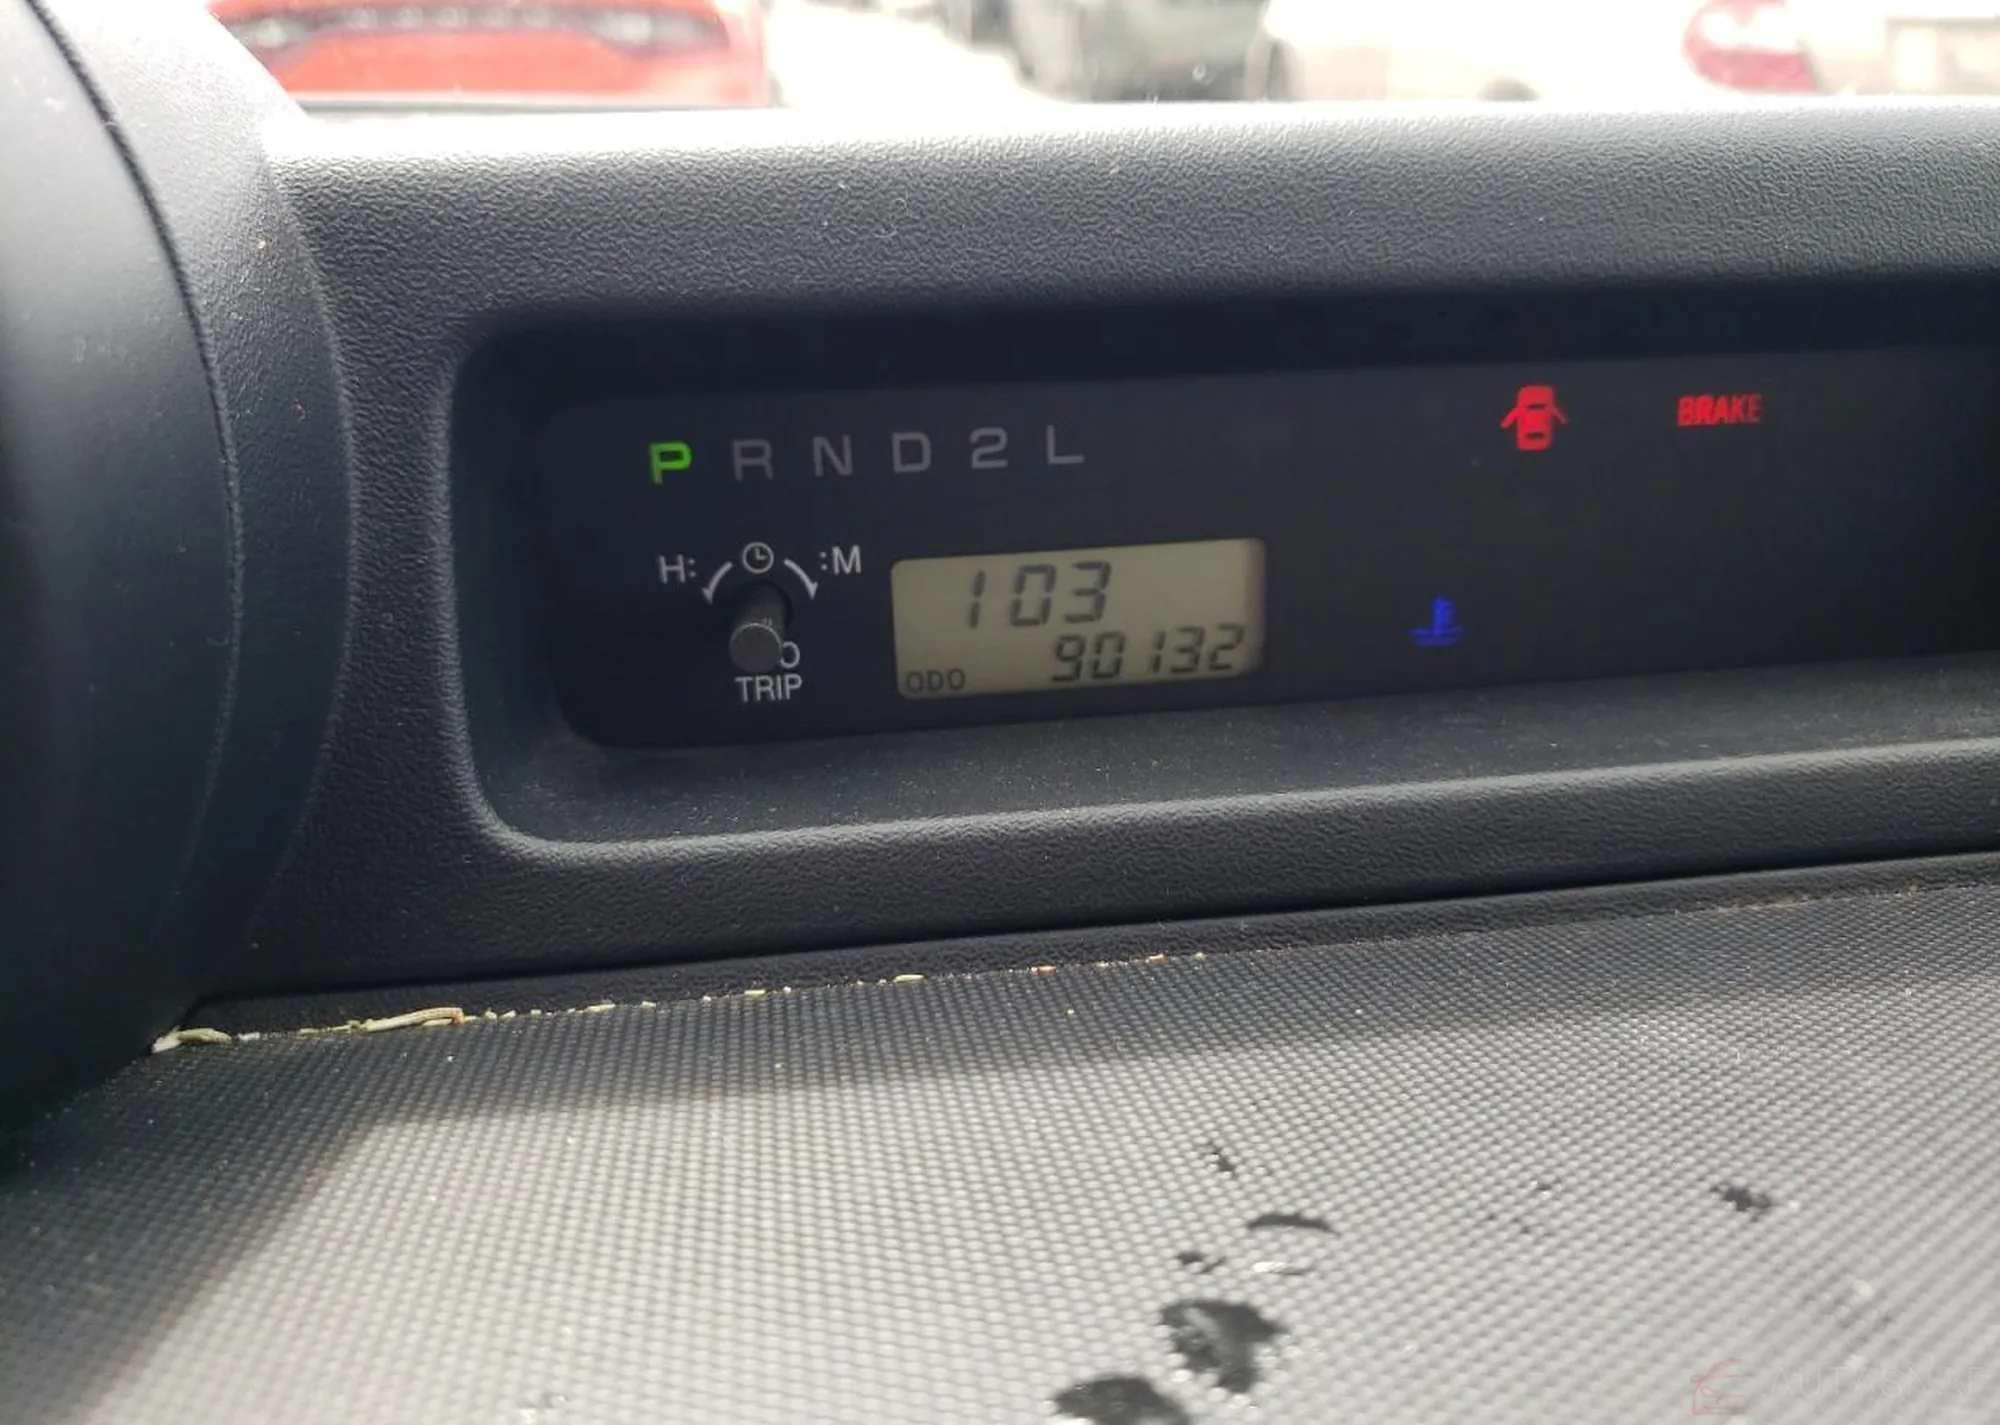 P R N D 2 L
BRAKE
H: :M
103
O
TRIP
ODO 90132